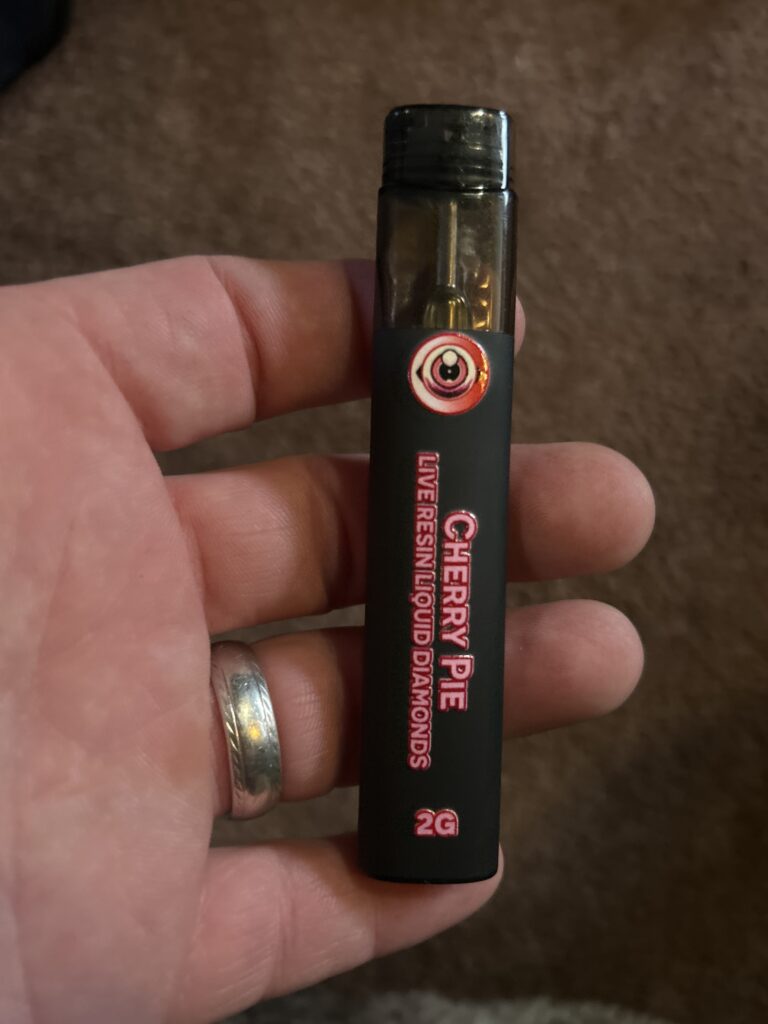 CHERRY PIE
LIVE RESIN LIQUID DIAMONDS
2G